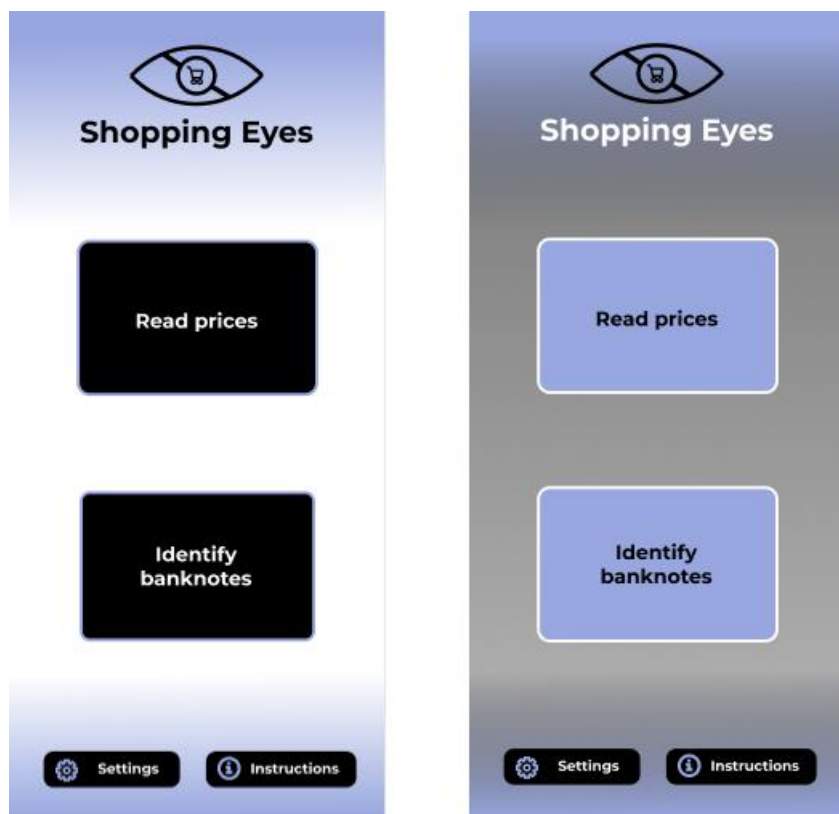 Shopping Eyes
Read prices
Identify
banknotes
Settings
Instructions
Shopping Eyes
Read prices
Identify
banknotes
Settings
Instructions